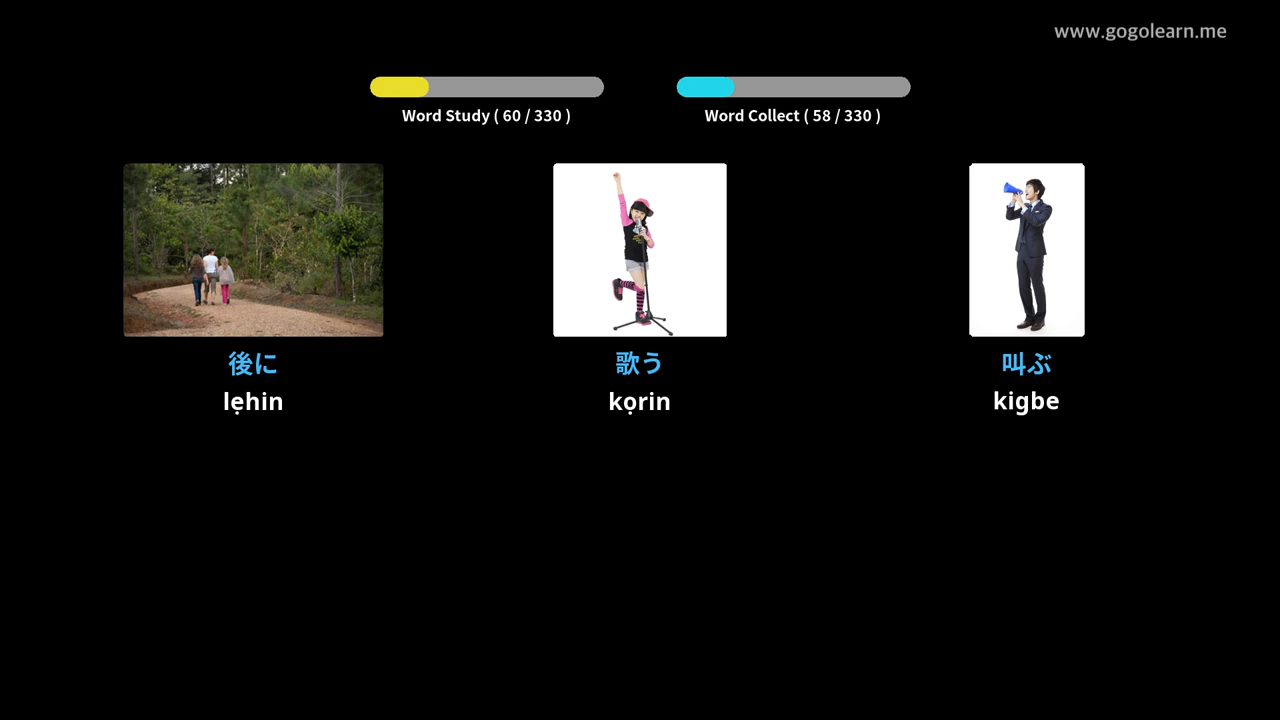 www.gogolearn.me
Word Study ( 60 / 330 )
Word Collect ( 58 / 330 )
後に
lẹhin
歌う
kọrin
叫ぶ
kigbe